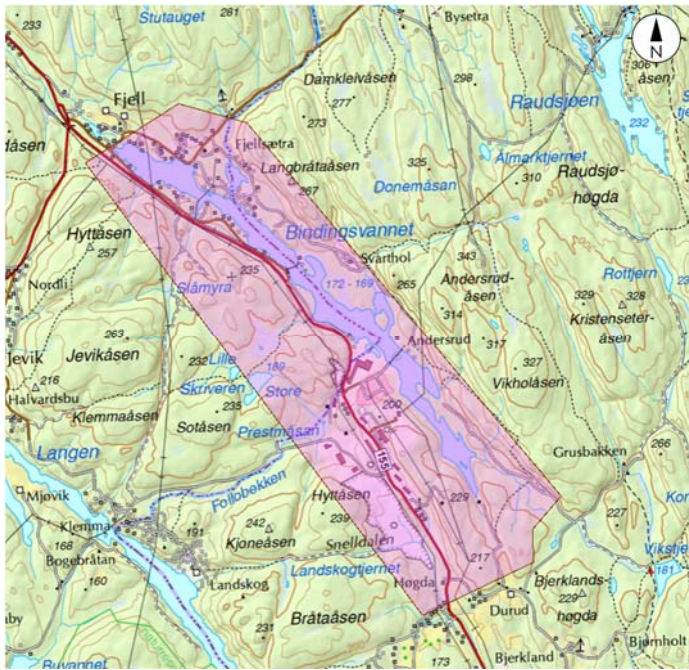 233
Stutauget
281
Bysetra
N
Fjell
Damkleivåsen
298
306
åsen
277
Raudsjøen
232
dåsen
273
Fjellsætra
Langbråtaåsen
267
325
Almarktjernet
310
Donemåsan
Raudsjø-
høgda
Hyttåsen
257
Bindingsvannet
Svarthol
343
235
172 - 169
265
Andersrud-
åsen
Rottjern
Nordli
Slåmyra
329
328
314
Kristenseter-
åsen
263
Andersrud
317
Jevik
Jevikåsen
232
Lille
189
327
216
Skriveren
Store
Vikholåsen
Halvardsbu
235
200
Klemmaåsen
Sotåsen
Prestmåsan
Grusbakken
266
Langen
155
Follobekken
Mjøvik
Hyttåsen
229
227
Klemma
191
242
239
Kjoneåsen
Snelldalen
168
Bogebråtan
217
Vikstje
161
160
Landskog
Landskogtjernet
Høgda
Bjerklands-
229
høgda
Durud
231
Bråtaåsen
Bjørnholt
173
Bjerkland
Buvannet